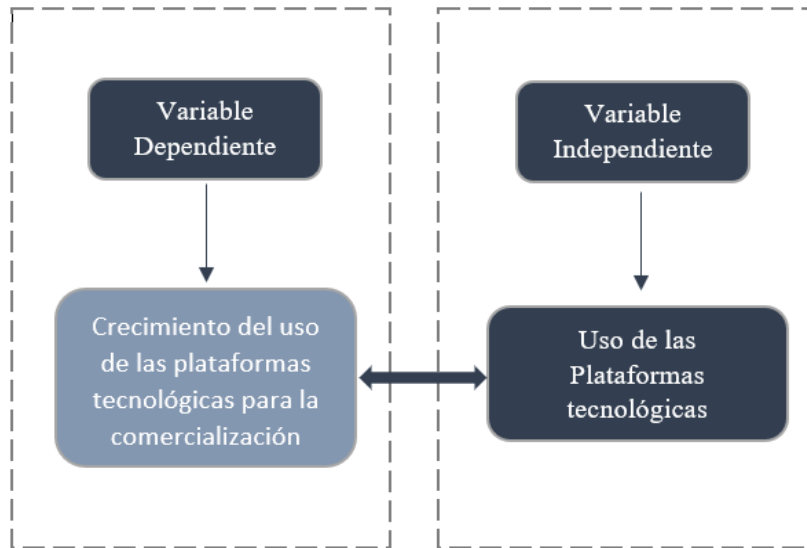 Variable
Dependiente
Variable
Independiente
Crecimiento del uso
de las plataformas
tecnológicas para la
comercialización
Uso de las
Plataformas
tecnológicas